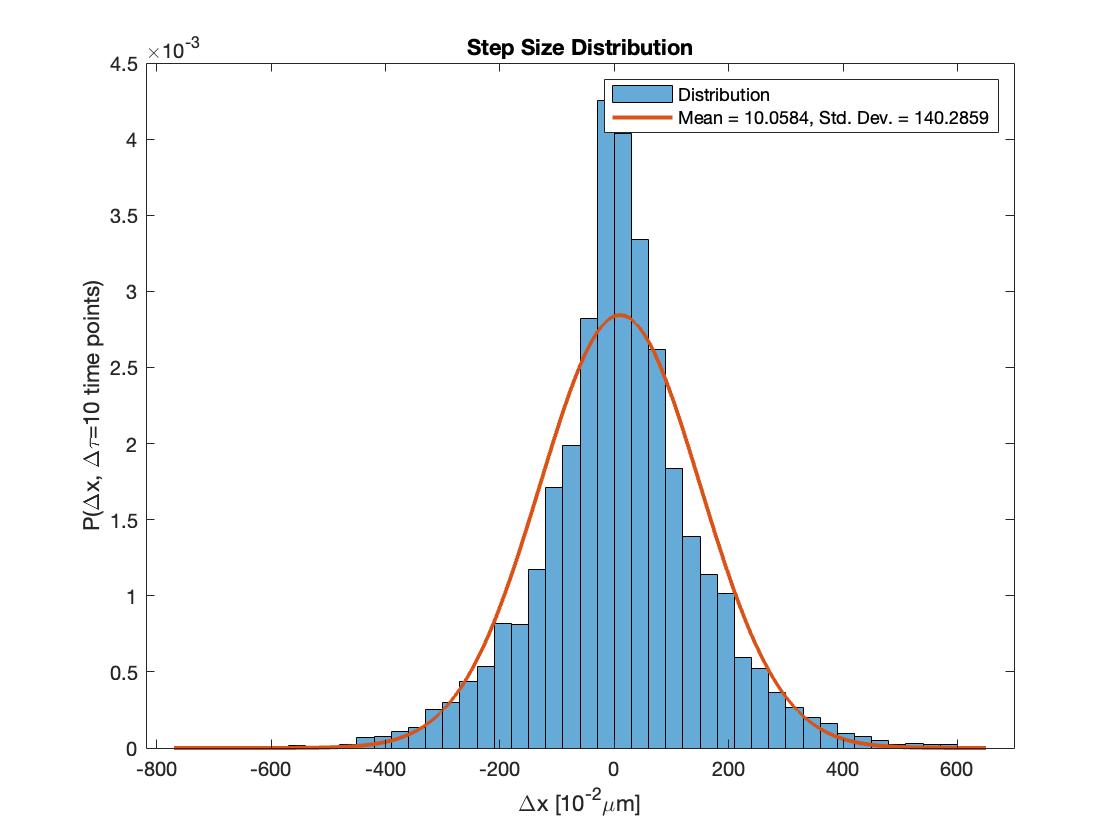 Step Size Distribution
×10⁻³
4.5
4
3.5
3
2.5
2
1.5
1
0.5
0
P(Δx, Δτ=10 time points)
Distribution
Mean = 10.0584, Std. Dev. = 140.2859
-800 -600 -400 -200 0 200 400 600
Δx [10⁻²μm]